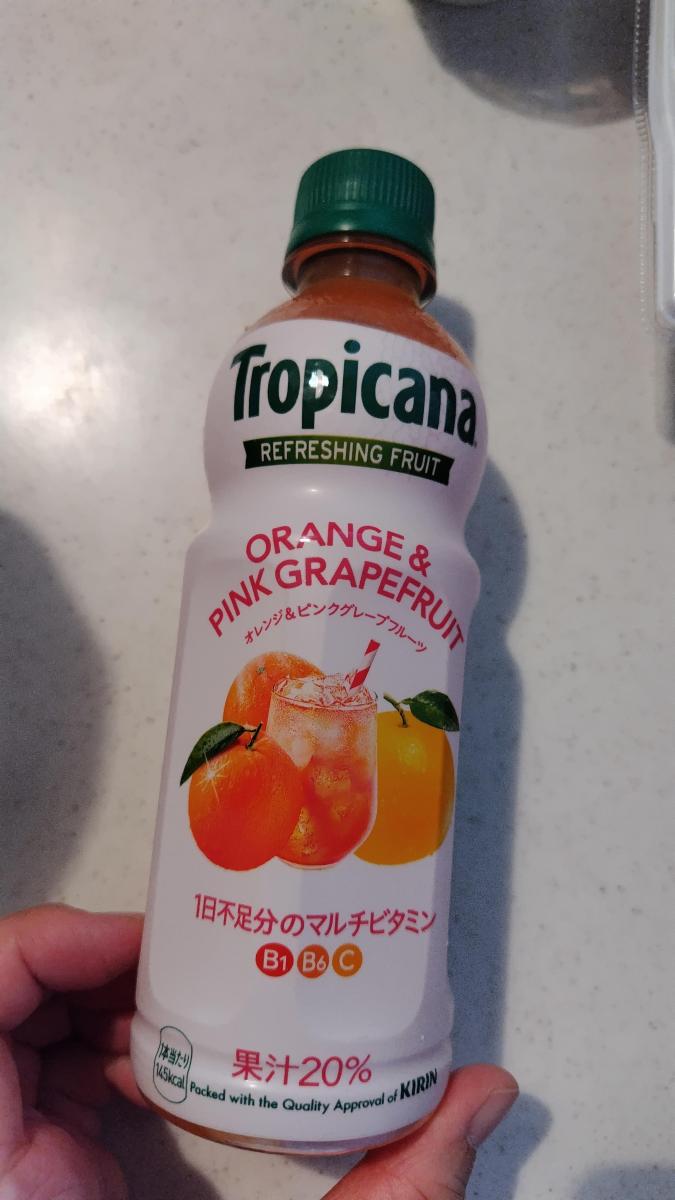 Tropicana
REFRESHING FRUIT
ORANGE &
PINK GRAPEFRUIT
オレンジ&ピンクグレープフルーツ
1日不足分のマルチビタミン
B1 B6 C
果汁20%
1本当たり
145kcal
Packed with the Quality Approval of KIRIN